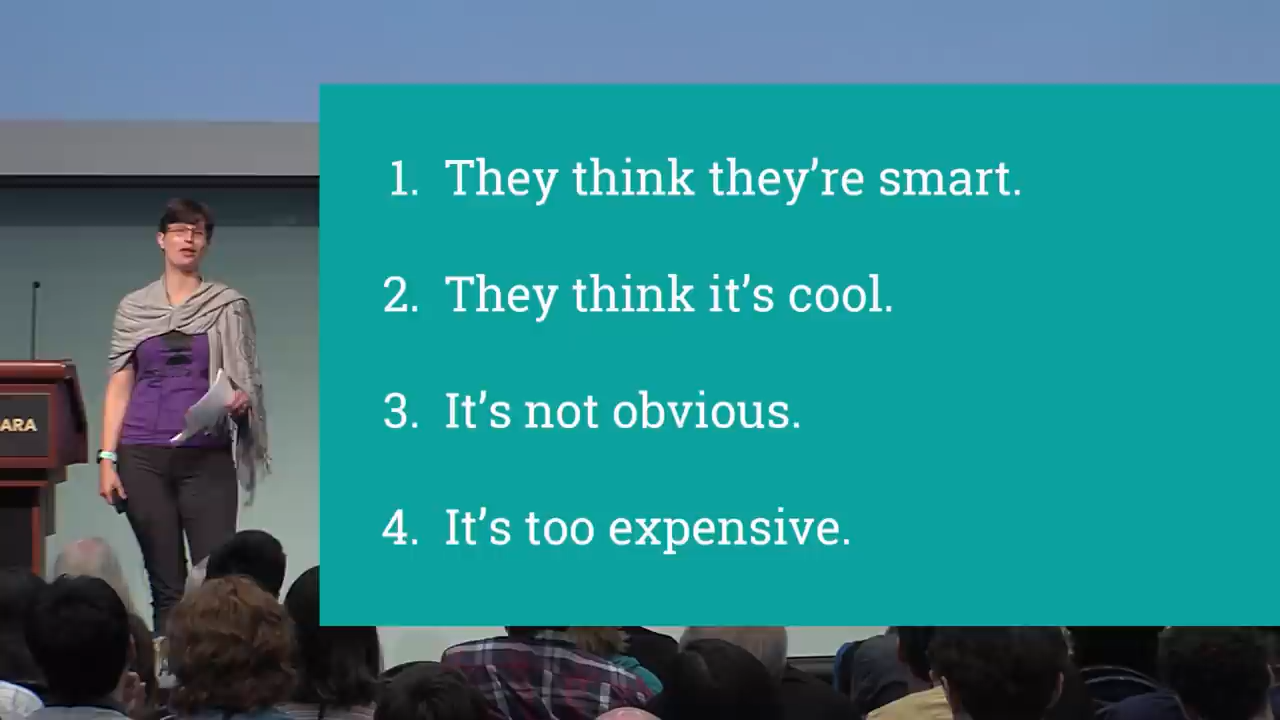 ARA
1. They think they’re smart.
2. They think it’s cool.
3. It’s not obvious.
4. It’s too expensive.